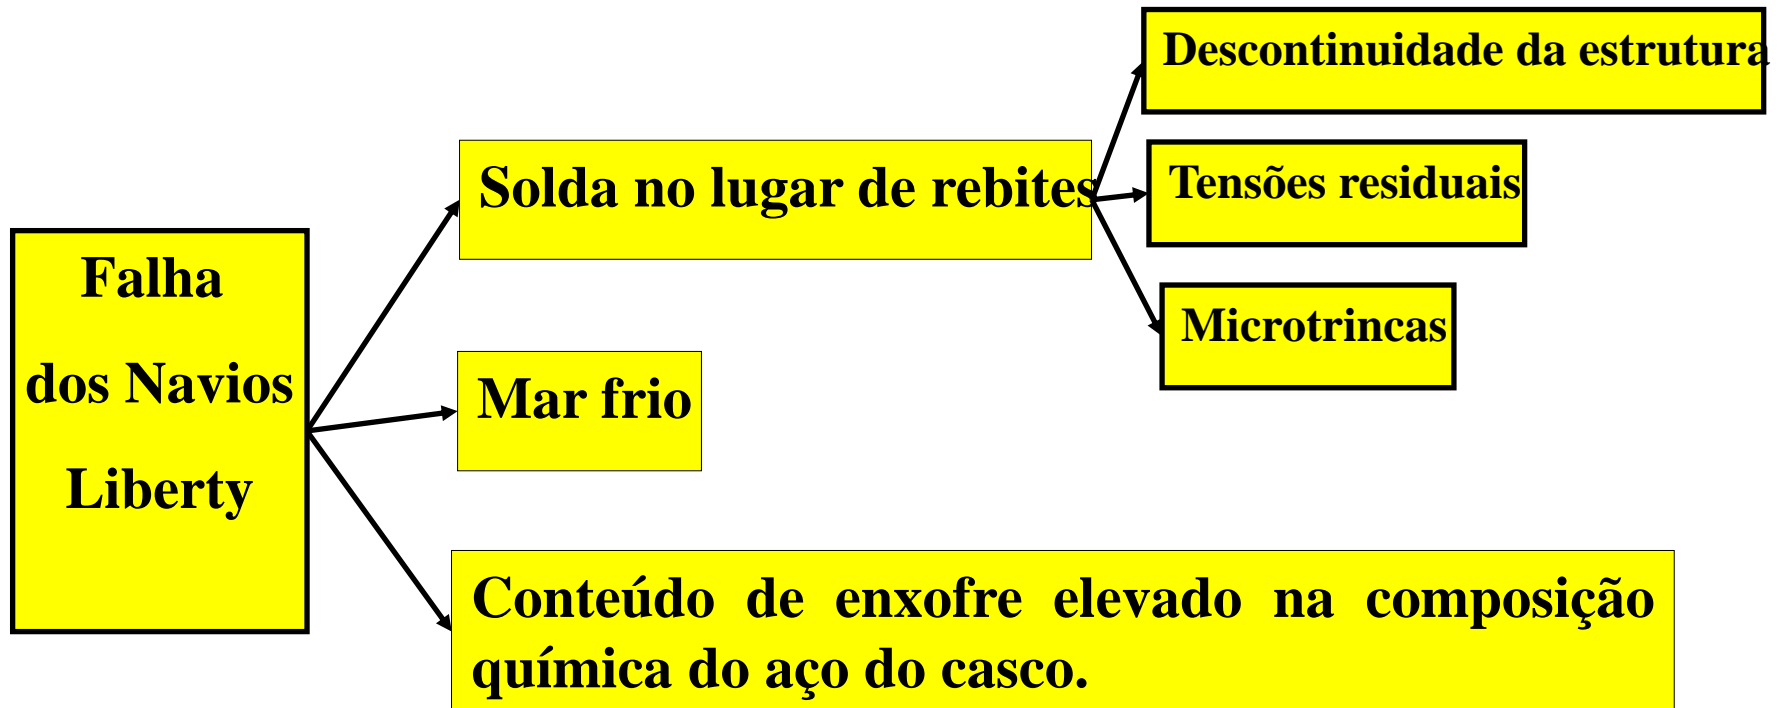 Falha
dos Navios
Liberty
Solda no lugar de rebites
Descontinuidade da estrutura
Tensões residuais
Microtrincas
Mar frio
Conteúdo de enxofre elevado na composição
química do aço do casco.